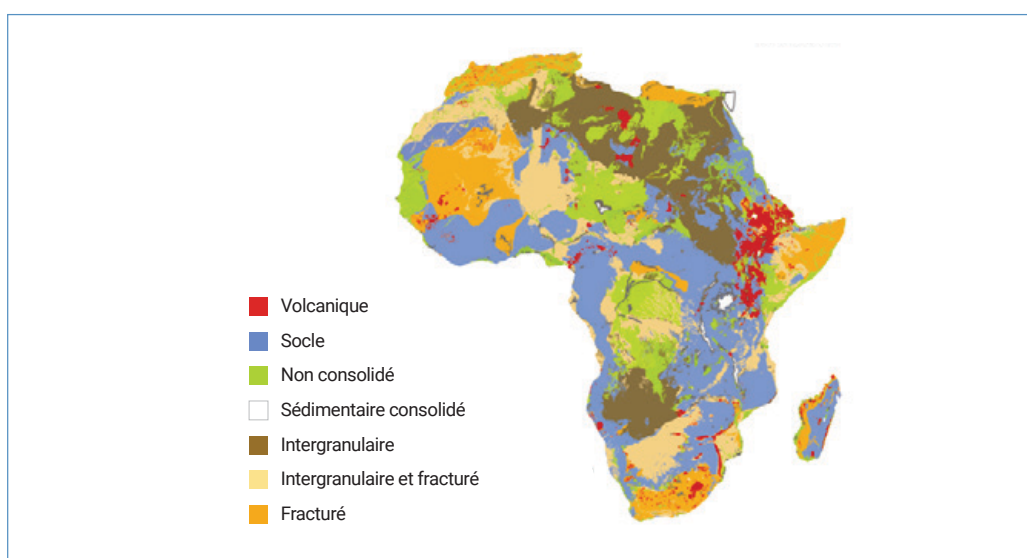 Volcanique
Socle
Non consolidé
Sédimentaire consolidé
Intergranulaire
Intergranulaire et fracturé
Fracturé